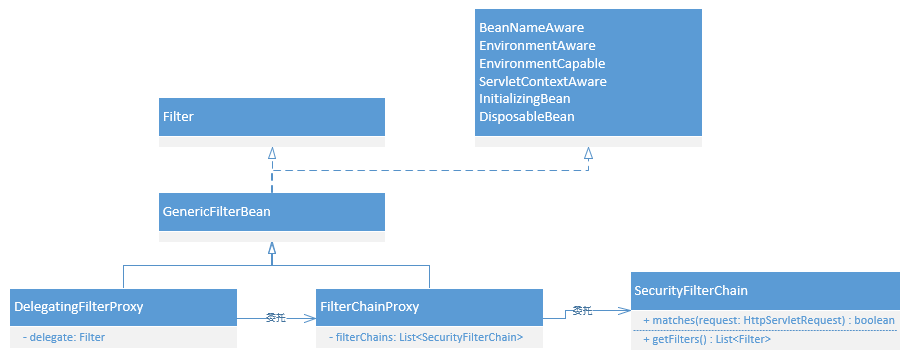 BeanNameAware
EnvironmentAware
EnvironmentCapable
ServletContextAware
InitializingBean
DisposableBean
Filter
GenericFilterBean
DelegatingFilterProxy
- delegate: Filter
委托
FilterChainProxy
- filterChains: List<SecurityFilterChain>
委托
SecurityFilterChain
+ matches(request: HttpServletRequest) : boolean
+ getFilters() : List<Filter>